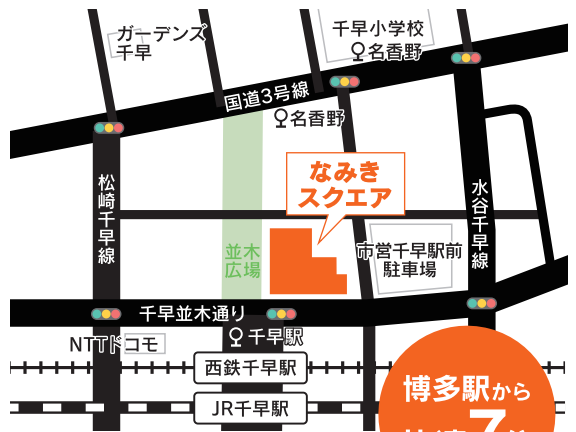 ガーデンズ
千早
千早小学校
名香野
国道3号線
名香野
なみき
スクエア
松崎千早線
水谷千早線
並木
広場
市営千早駅前
駐車場
千早並木通り
千早駅
NTTドコモ
西鉄千早駅
JR千早駅
博多駅から
7